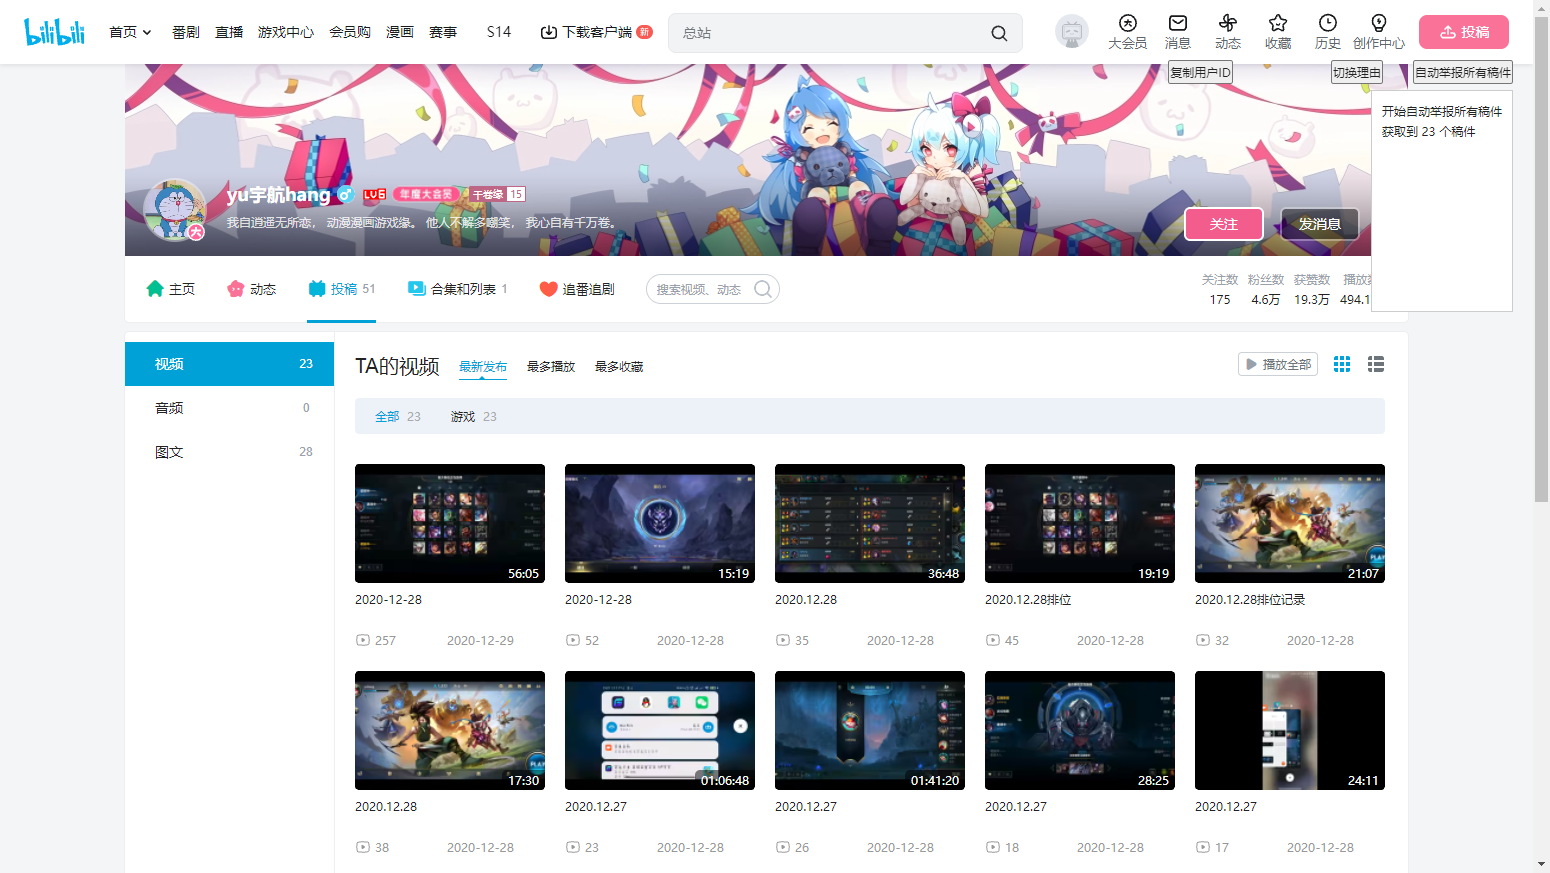 bilibili
首页
番剧
直播
游戏中心
会员购
漫画
赛事
S14
下载客户端
新
总站
大会员
消息
动态
收藏
历史
创作中心
投稿
复制用户ID
切换理由
自动举报所有稿件
开始自动举报所有稿件
获取到 23 个稿件
yu宇航hang
LV6
年度大会员
干卷缘 15
大
我自逍遥无所恋， 动漫漫画游戏缘。 他人不解多嘲笑， 我心自有千万卷。
关注
发消息
主页
动态
投稿 51
合集和列表 1
追番追剧
搜索视频、动态
关注数 粉丝数 获赞数 播放
175 4.6万 19.3万 494.1
视频 23
音频 0
图文 28
TA的视频
最新发布
最多播放
最多收藏
播放全部
全部 23
游戏 23
56:05
15:19
36:48
19:19
21:07
2020-12-28
2020-12-28
2020.12.28
2020.12.28排位
2020.12.28排位记录
257 2020-12-29
52 2020-12-28
35 2020-12-28
45 2020-12-28
32 2020-12-28
17:30
01:06:48
01:41:20
28:25
24:11
2020.12.28
2020.12.27
2020.12.27
2020.12.27
2020.12.27
38 2020-12-28
23 2020-12-28
26 2020-12-28
18 2020-12-28
17 2020-12-28